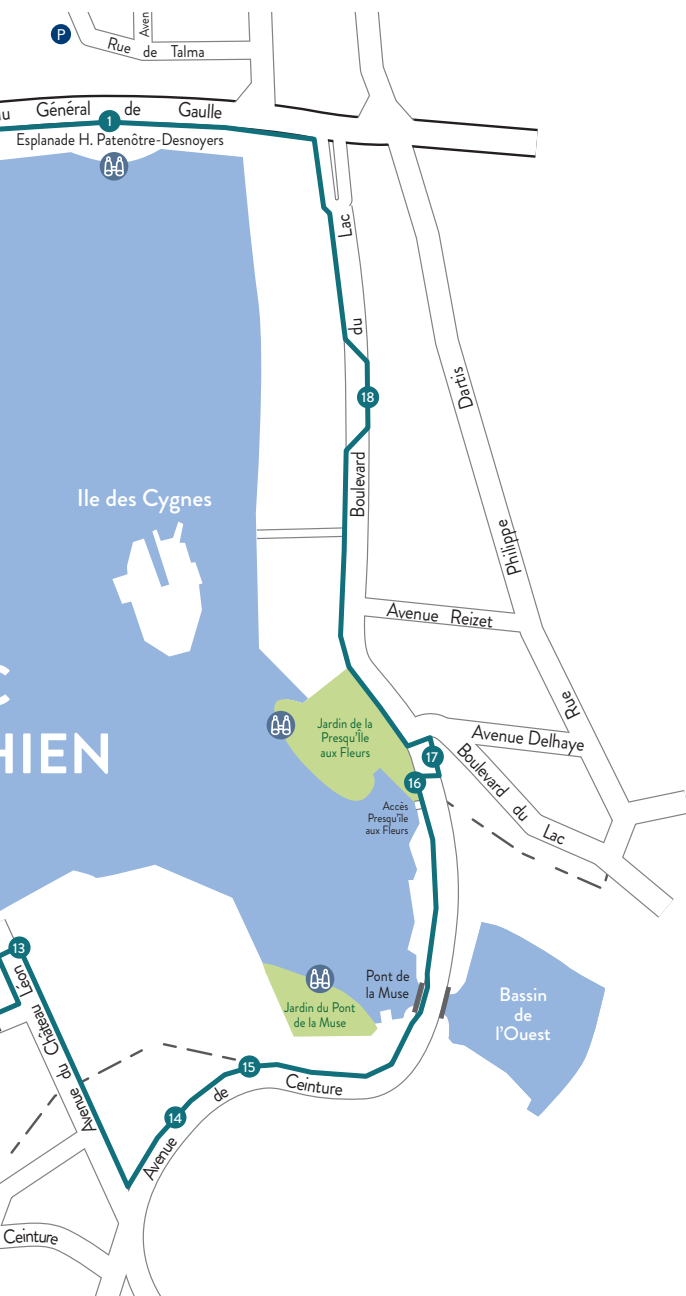 P
Aven
Rue de Talma
au Général de Gaulle
1
Esplanade H. Patenôtre-Desnoyers
Boulevard du Lac
18
Rue Philippe Dartis
Ile des Cygnes
Avenue Reizet
C
HIEN
Jardin de la
Presqu'Île
aux Fleurs
Avenue Delhaye
17
16
Boulevard du Lac
Accès
Presqu'île
aux Fleurs
13
Avenue du Château Léon
Pont de
la Muse
Jardin du Pont
de la Muse
Bassin
de
l'Ouest
15
14
Avenue de Ceinture
Ceinture